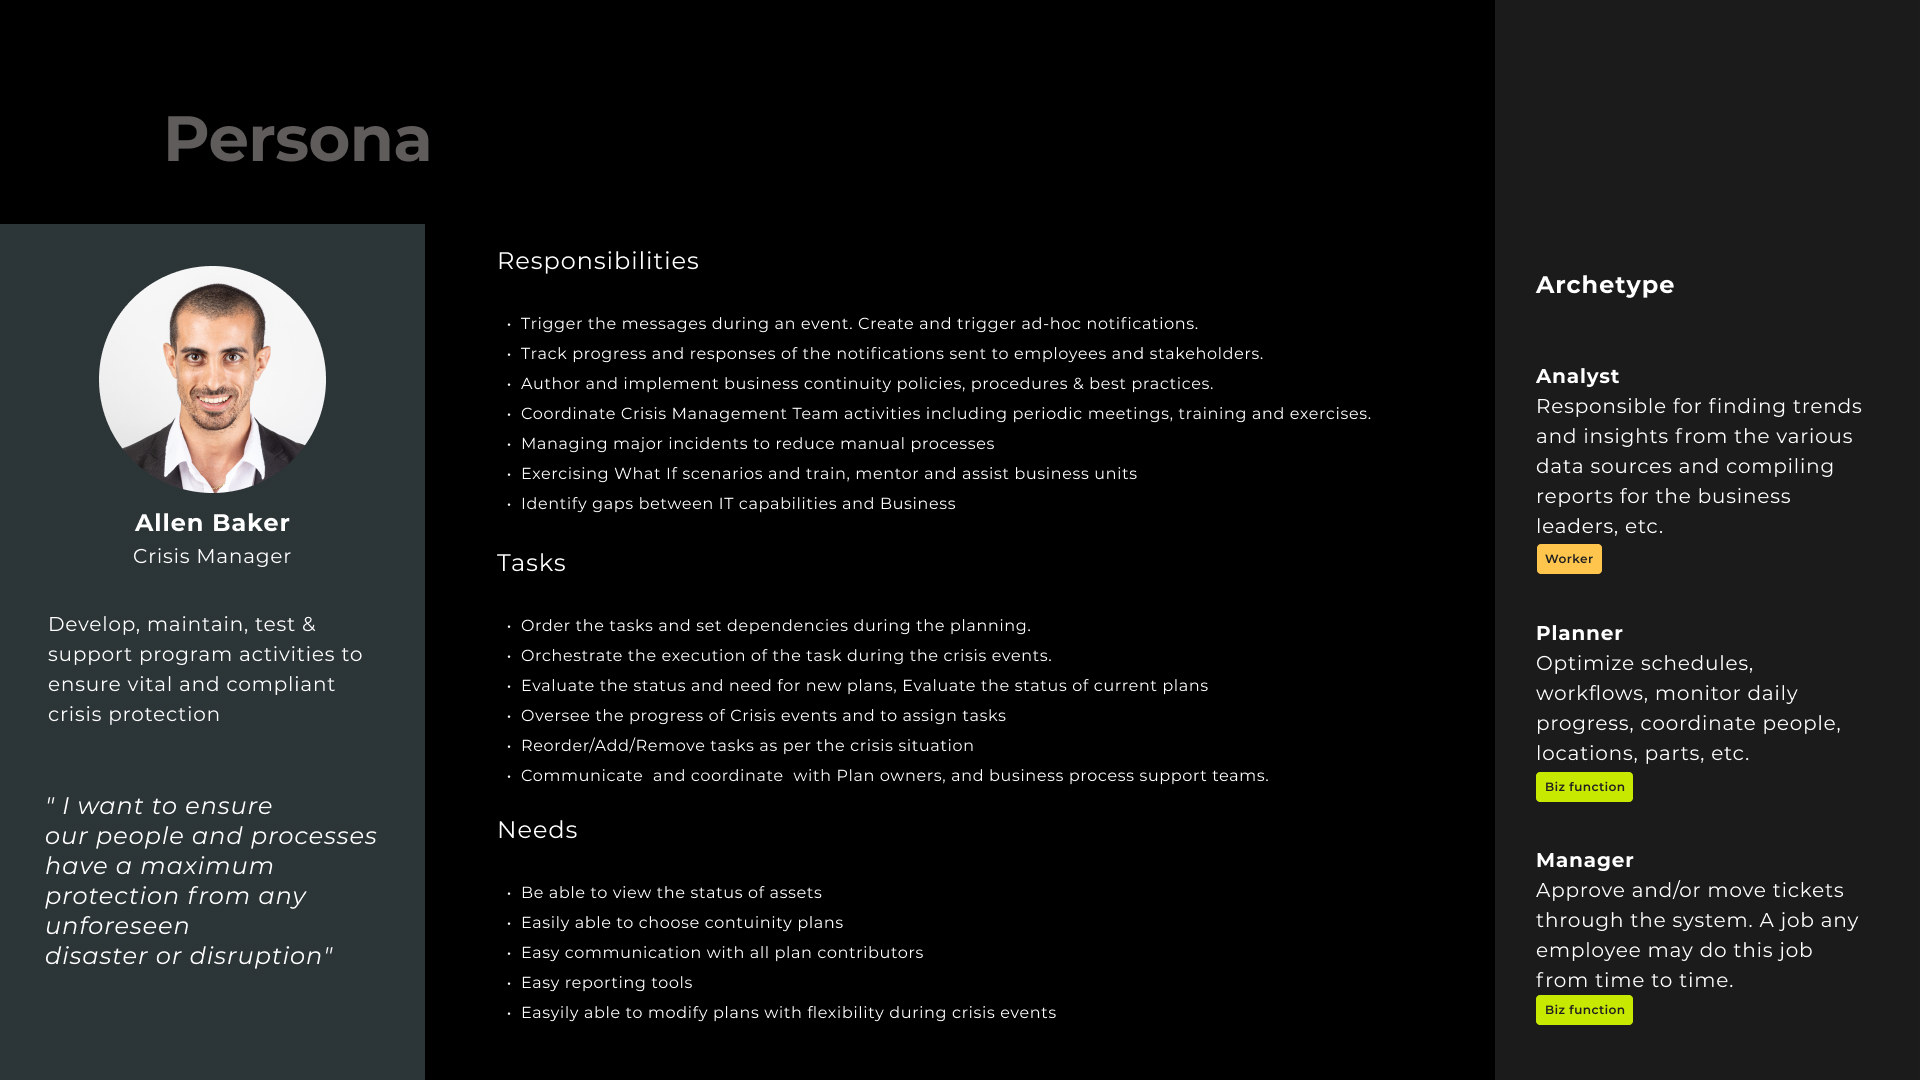 Persona
Allen Baker
Crisis Manager
Develop, maintain, test &
support program activities to
ensure vital and compliant
crisis protection
" I want to ensure
our people and processes
have a maximum
protection from any
unforeseen
disaster or disruption"
Responsibilities
• Trigger the messages during an event. Create and trigger ad-hoc notifications.
• Track progress and responses of the notifications sent to employees and stakeholders.
• Author and implement business continuity policies, procedures & best practices.
• Coordinate Crisis Management Team activities including periodic meetings, training and exercises.
• Managing major incidents to reduce manual processes
• Exercising What If scenarios and train, mentor and assist business units
• Identify gaps between IT capabilities and Business
Tasks
• Order the tasks and set dependencies during the planning.
• Orchestrate the execution of the task during the crisis events.
• Evaluate the status and need for new plans, Evaluate the status of current plans
• Oversee the progress of Crisis events and to assign tasks
• Reorder/Add/Remove tasks as per the crisis situation
• Communicate  and coordinate  with Plan owners, and business process support teams.
Needs
• Be able to view the status of assets
• Easily able to choose contuinity plans
• Easy communication with all plan contributors
• Easy reporting tools
• Easyily able to modify plans with flexibility during crisis events
Archetype
Analyst
Responsible for finding trends
and insights from the various
data sources and compiling
reports for the business
leaders, etc.
Worker
Planner
Optimize schedules,
workflows, monitor daily
progress, coordinate people,
locations, parts, etc.
Biz function
Manager
Approve and/or move tickets
through the system. A job any
employee may do this job
from time to time.
Biz function